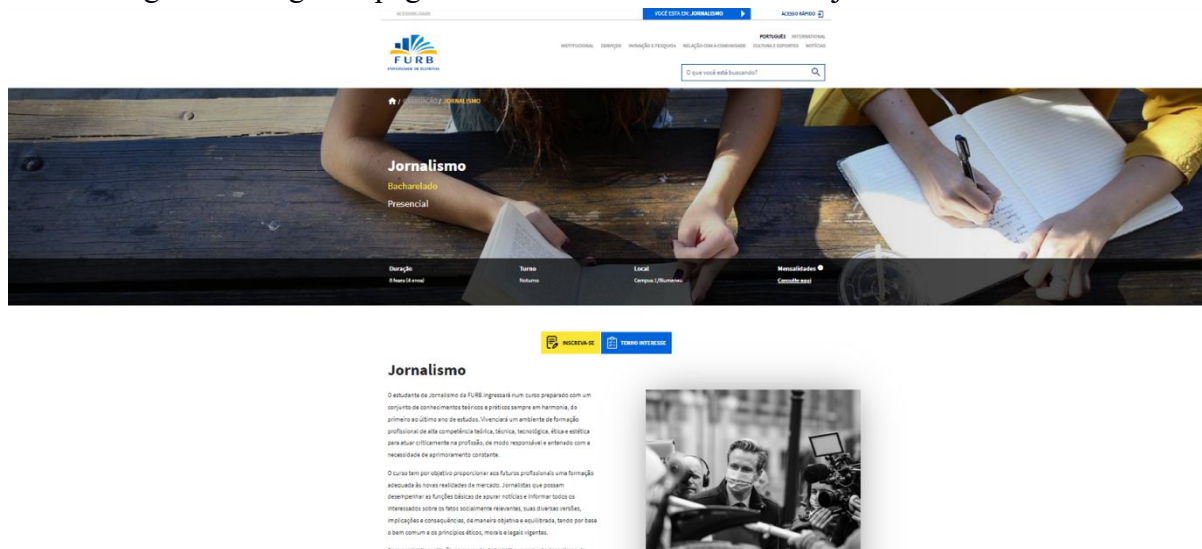 ACESSIBILIDADE
VOCÊ ESTA EM: JORNALISMO
ACESSO RÁPIDO
PORTUGUÊS INTERNATIONAL
INSTITUCIONAL SERVIÇOS INOVAÇÃO E PESQUISA RELAÇÃO COM A COMUNIDADE CULTURA E ESPORTES NOTÍCIAS
FURB
UNIVERSIDADE DE BLUMENAU
O que você está buscando?
/ GRADUAÇÃO / JORNALISMO
Jornalismo
Bacharelado
Presencial
Duração Turno Local Mensalidades
(4 anos) Noturno Campus 1/Blumenau Consulte aqui
INSCREVA-SE TENHO INTERESSE
Jornalismo
O estudante de Jornalismo da FURB ingressará num curso preparado com um
conjunto de conhecimentos teóricos e práticos sempre em harmonia, do
primeiro ao último ano de estudos. Vivenciará um ambiente de formação
profissional de alta competência teórica, técnica, tecnológica, ética e estética
para atuar criticamente na profissão, de modo responsável e antenado com a
necessidade de aprimoramento constante.
O curso tem por objetivo proporcionar aos futuros profissionais uma formação
adequada às novas realidades de mercado. Jornalistas que possam
desempenhar as funções básicas de apurar notícias e informar todos os
interessados sobre os fatos socialmente relevantes, suas diversas versões,
implicações e consequências, de maneira objetiva e equilibrada, tendo por base
o bem comum e os princípios éticos, morais e legais vigentes.